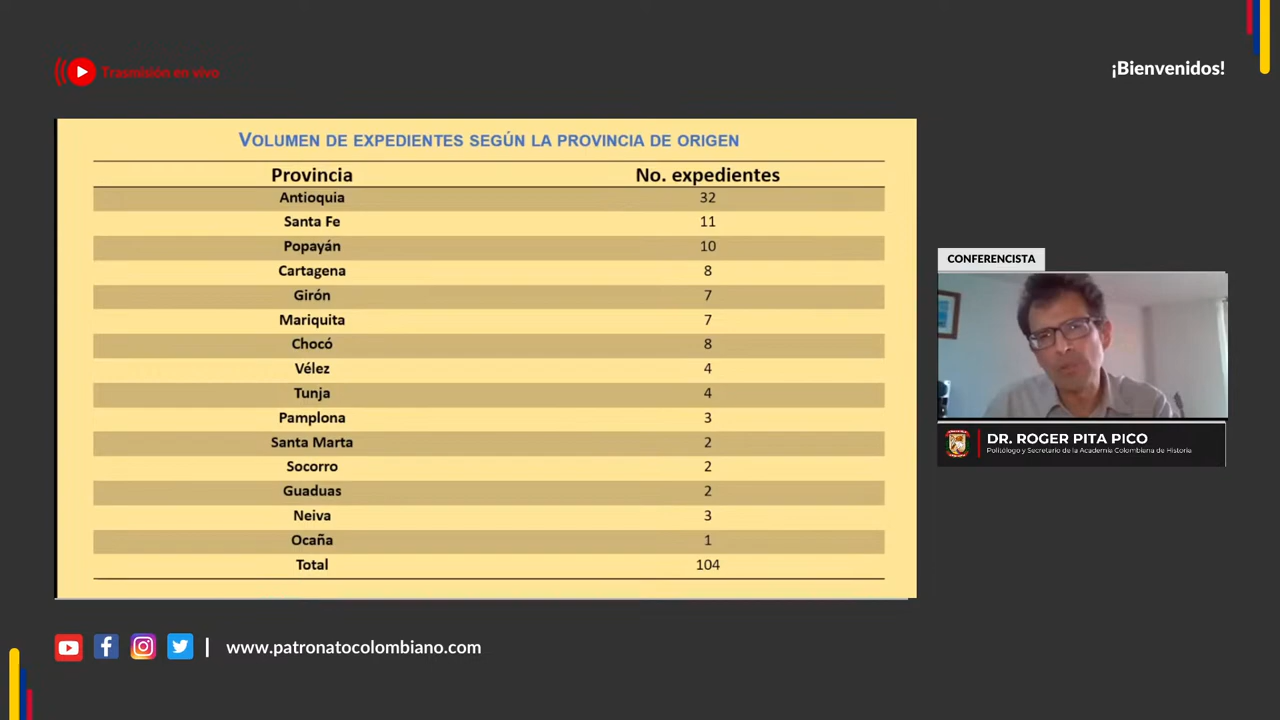 Trasmisión en vivo
¡Bienvenidos!
VOLUMEN DE EXPEDIENTES SEGÚN LA PROVINCIA DE ORIGEN
Provincia No. expedientes
Antioquia 32
Santa Fe 11
Popayán 10
Cartagena 8
Girón 7
Mariquita 7
Chocó 8
Vélez 4
Tunja 4
Pamplona 3
Santa Marta 2
Socorro 2
Guaduas 2
Neiva 3
Ocaña 1
Total 104
CONFERENCISTA
DR. ROGER PITA PICO
Politólogo y Secretario de la Academia Colombiana de Historia
www.patronatocolombiano.com